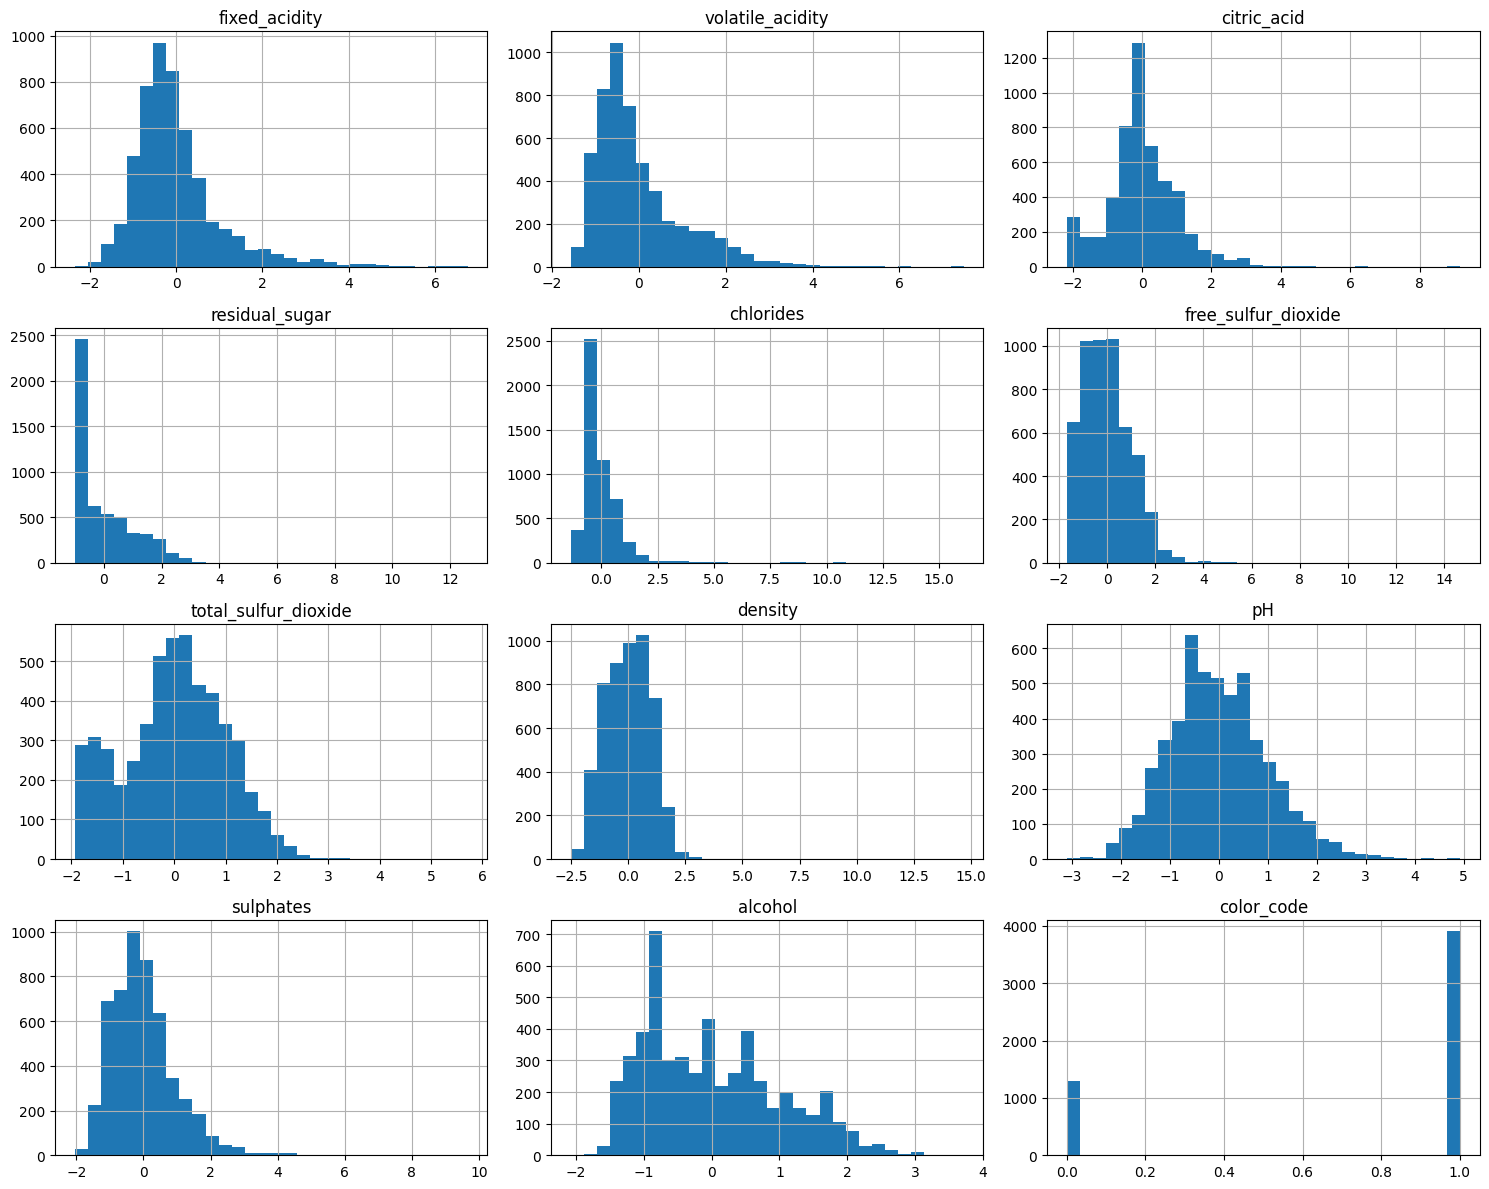 fixed_acidity volatile_acidity citric_acid
1000 800 600 400 200 0
−2 0 2 4 6
1000 800 600 400 200 0
−2 0 2 4 6
1200 1000 800 600 400 200 0
−2 0 2 4 6 8
residual_sugar chlorides free_sulfur_dioxide
2500 2000 1500 1000 500 0
0 2 4 6 8 10 12
2500 2000 1500 1000 500 0
0.0 2.5 5.0 7.5 10.0 12.5 15.0
1000 800 600 400 200 0
−2 0 2 4 6 8 10 12 14
total_sulfur_dioxide density pH
500 400 300 200 100 0
−2 −1 0 1 2 3 4 5 6
1000 800 600 400 200 0
−2.5 0.0 2.5 5.0 7.5 10.0 12.5 15.0
600 500 400 300 200 100 0
−3 −2 −1 0 1 2 3 4 5
sulphates alcohol color_code
1000 800 600 400 200 0
−2 0 2 4 6 8 10
700 600 500 400 300 200 100 0
−2 −1 0 1 2 3 4
4000 3000 2000 1000 0
0.0 0.2 0.4 0.6 0.8 1.0